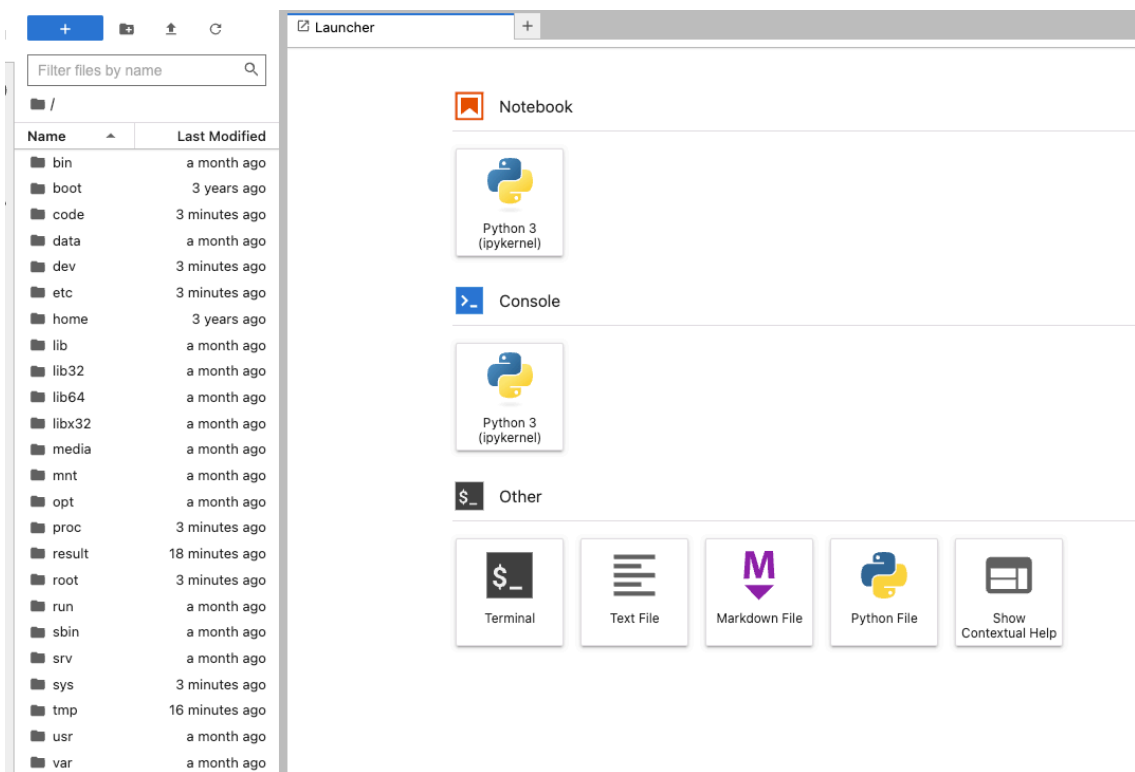 Launcher
Filter files by name
/
Name Last Modified
bin a month ago
boot 3 years ago
code 3 minutes ago
data a month ago
dev 3 minutes ago
etc 3 minutes ago
home 3 years ago
lib a month ago
lib32 a month ago
lib64 a month ago
libx32 a month ago
media a month ago
mnt a month ago
opt a month ago
proc 3 minutes ago
result 18 minutes ago
root 3 minutes ago
run a month ago
sbin a month ago
srv a month ago
sys 3 minutes ago
tmp 16 minutes ago
usr a month ago
var a month ago
Notebook
Python 3
(ipykernel)
Console
Python 3
(ipykernel)
$_ Other
$_
Terminal
Text File
M
Markdown File
Python File
Show
Contextual Help